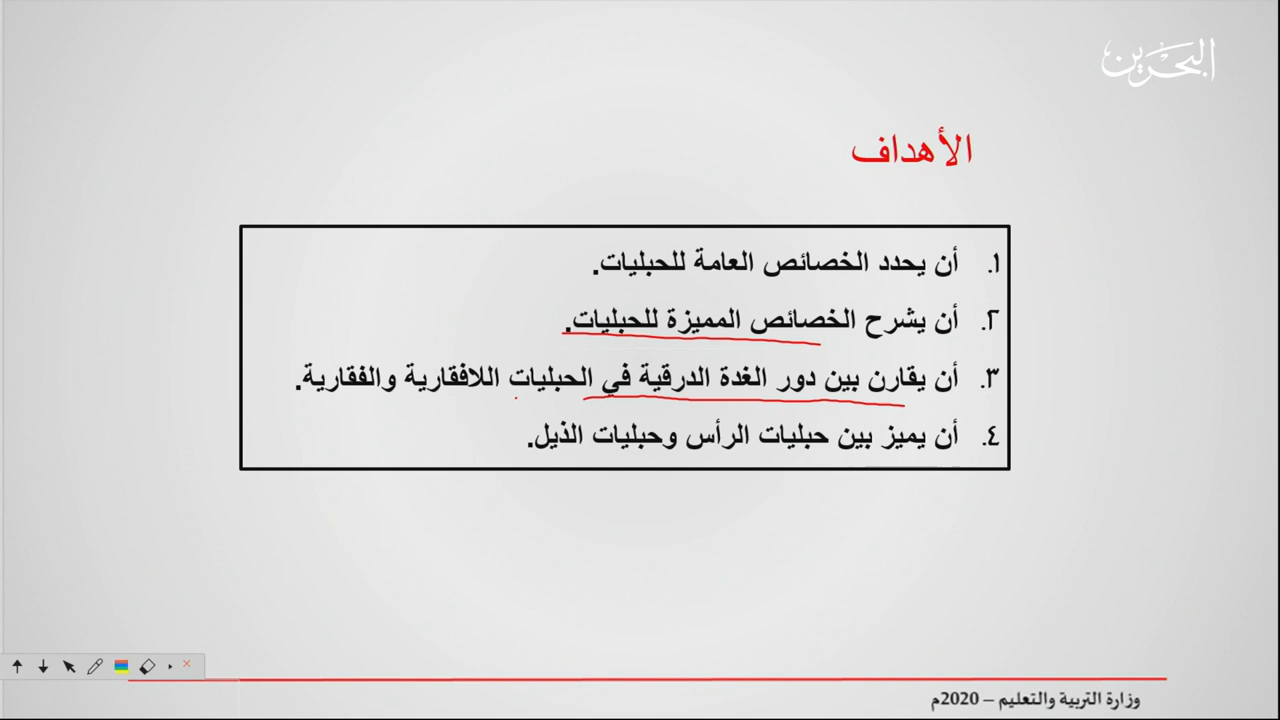 البحرين
الأهداف
١. أن يحدد الخصائص العامة للحبليات.
٢. أن يشرح الخصائص المميزة للحبليات.
٣. أن يقارن بين دور الغدة الدرقية في الحبليات اللافقارية والفقارية.
٤. أن يميز بين حبليات الرأس وحبليات الذيل.
وزارة التربية والتعليم – 2020م